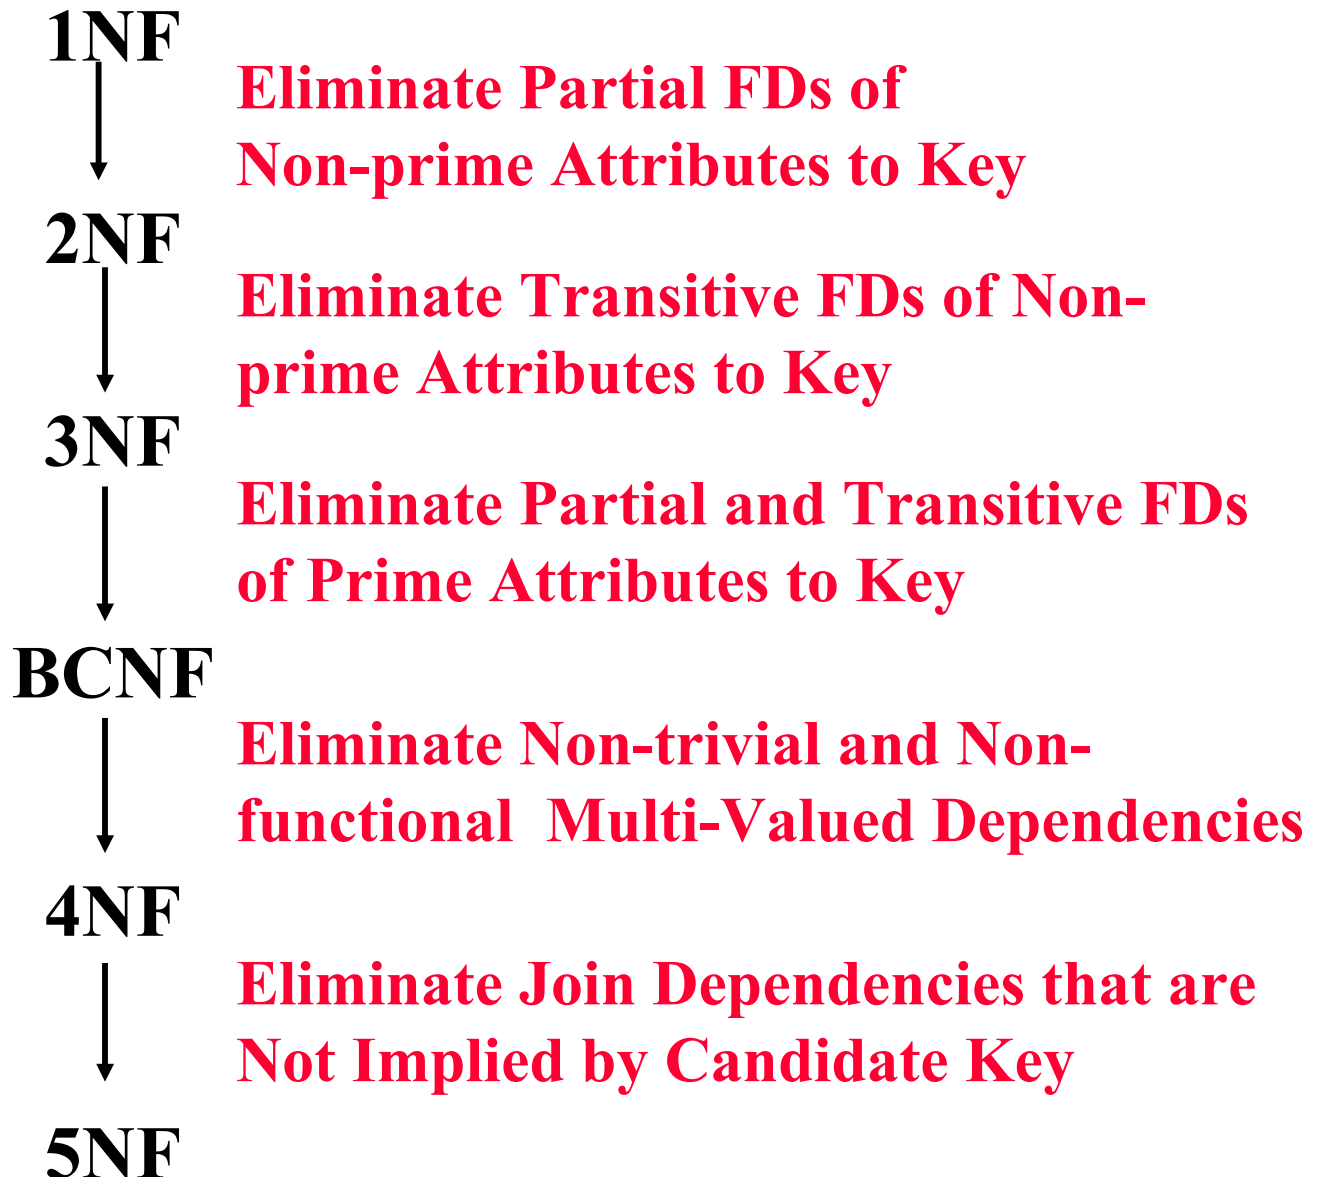 1NF
Eliminate Partial FDs of
Non-prime Attributes to Key
2NF
Eliminate Transitive FDs of Non-
prime Attributes to Key
3NF
Eliminate Partial and Transitive FDs
of Prime Attributes to Key
BCNF
Eliminate Non-trivial and Non-
functional  Multi-Valued Dependencies
4NF
Eliminate Join Dependencies that are
Not Implied by Candidate Key
5NF